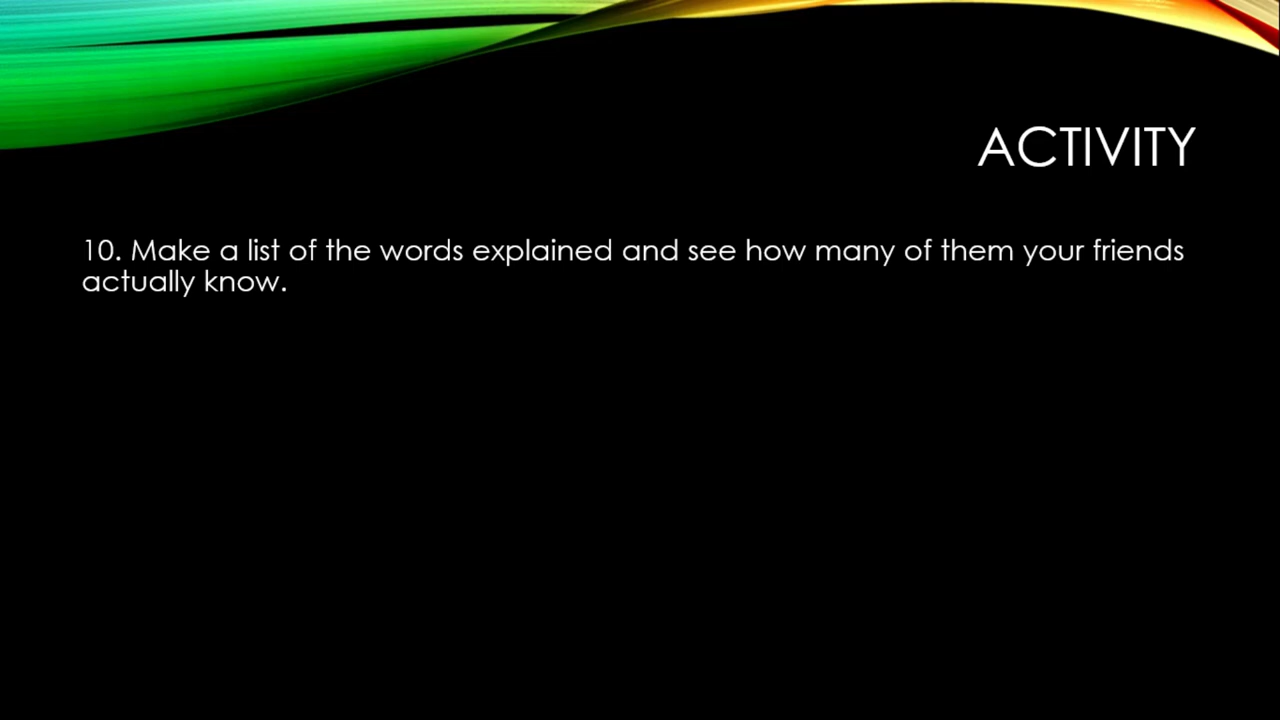 ACTIVITY
10. Make a list of the words explained and see how many of them your friends
actually know.